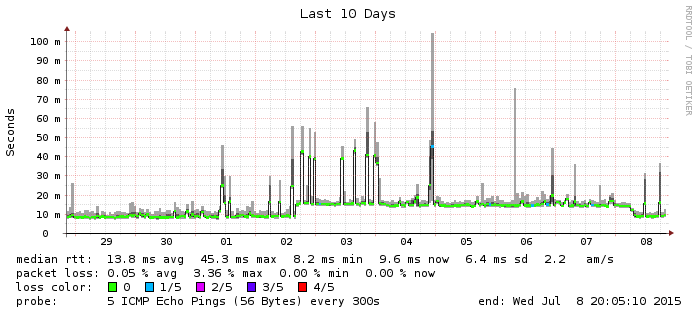 Last 10 Days
RRDTOOL / TOBI OETIKER
Seconds
100 m
90 m
80 m
70 m
60 m
50 m
40 m
30 m
20 m
10 m
0
29 30 01 02 03 04 05 06 07 08
median rtt: 13.8 ms avg 45.3 ms max 8.2 ms min 9.6 ms now 6.4 ms sd 2.2 am/s
packet loss: 0.05 % avg 3.36 % max 0.00 % min 0.00 % now
loss color: 0 1/5 2/5 3/5 4/5
probe: 5 ICMP Echo Pings (56 Bytes) every 300s end: Wed Jul 8 20:05:10 2015